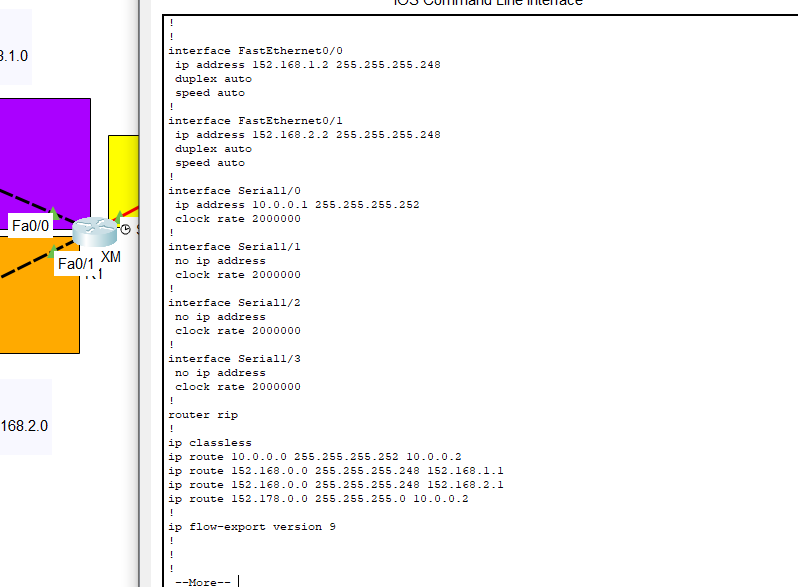 IOS Command Line Interface
!
!
interface FastEthernet0/0
ip address 152.168.1.2 255.255.255.248
duplex auto
speed auto
!
interface FastEthernet0/1
ip address 152.168.2.2 255.255.255.248
duplex auto
speed auto
!
interface Serial1/0
ip address 10.0.0.1 255.255.255.252
clock rate 2000000
!
interface Serial1/1
no ip address
clock rate 2000000
!
interface Serial1/2
no ip address
clock rate 2000000
!
interface Serial1/3
no ip address
clock rate 2000000
!
router rip
!
ip classless
ip route 10.0.0.0 255.255.255.252 10.0.0.2
ip route 152.168.0.0 255.255.255.248 152.168.1.1
ip route 152.168.0.0 255.255.255.248 152.168.2.1
ip route 152.178.0.0 255.255.255.0 10.0.0.2
!
ip flow-export version 9
!
!
!
--More--
3.1.0
Fa0/0
Fa0/1
XM
168.2.0